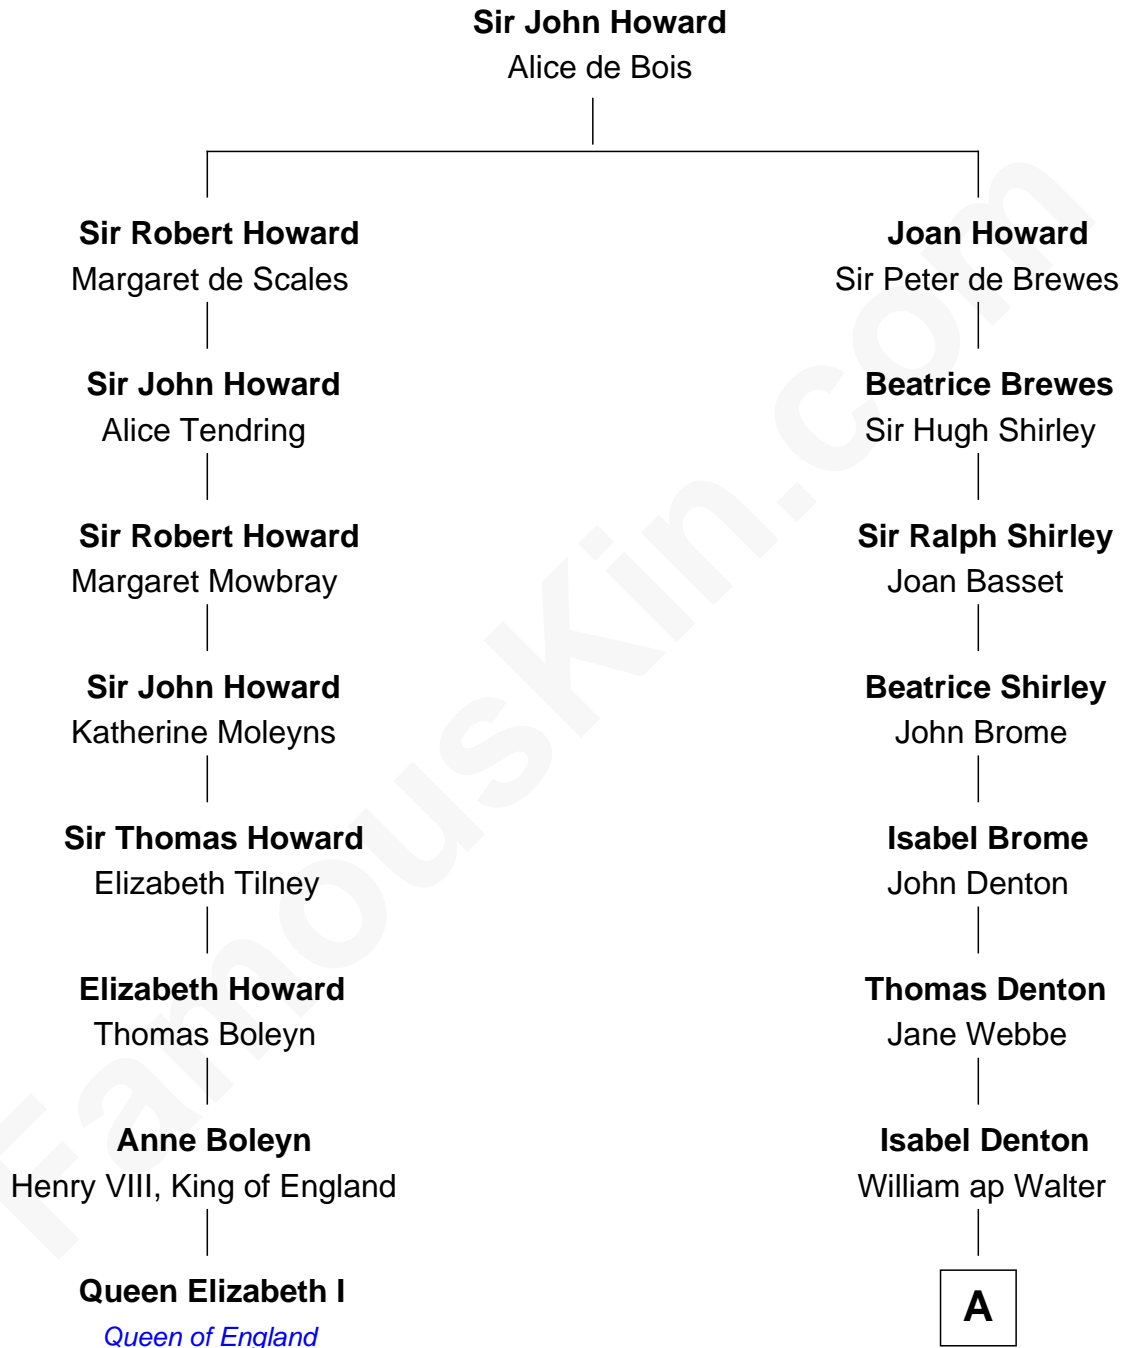 Sir John Howard
Alice de Bois
Sir Robert Howard
Margaret de Scales
Joan Howard
Sir Peter de Brewes
Sir John Howard
Alice Tendring
Beatrice Brewes
Sir Hugh Shirley
Sir Robert Howard
Margaret Mowbray
Sir Ralph Shirley
Joan Basset
Sir John Howard
Katherine Moleyns
Beatrice Shirley
John Brome
Sir Thomas Howard
Elizabeth Tilney
Isabel Brome
John Denton
Elizabeth Howard
Thomas Boleyn
Thomas Denton
Jane Webbe
Anne Boleyn
Henry VIII, King of England
Isabel Denton
William ap Walter
Queen Elizabeth I
Queen of England
A
FamousKin.com